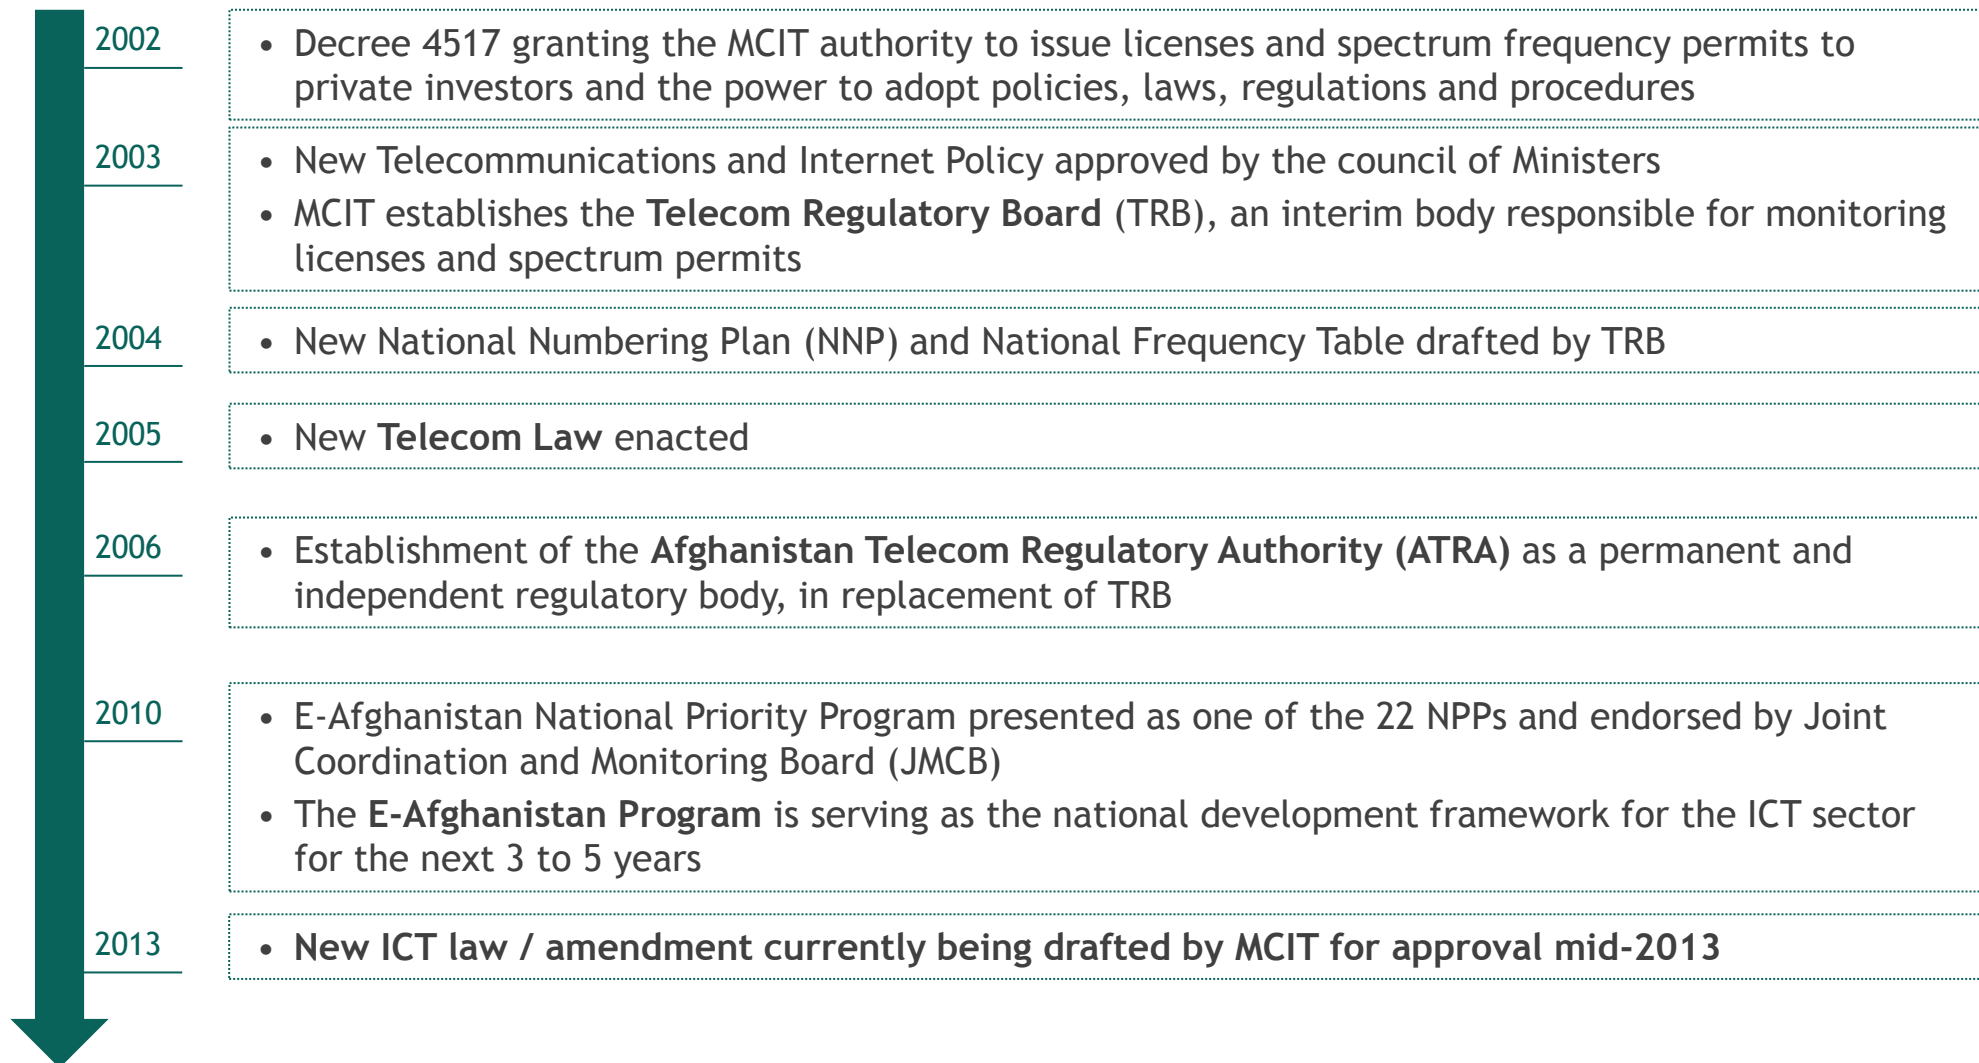 2002
• Decree 4517 granting the MCIT authority to issue licenses and spectrum frequency permits to
private investors and the power to adopt policies, laws, regulations and procedures
2003
• New Telecommunications and Internet Policy approved by the council of Ministers
• MCIT establishes the Telecom Regulatory Board (TRB), an interim body responsible for monitoring
licenses and spectrum permits
2004
• New National Numbering Plan (NNP) and National Frequency Table drafted by TRB
2005
• New Telecom Law enacted
2006
• Establishment of the Afghanistan Telecom Regulatory Authority (ATRA) as a permanent and
independent regulatory body, in replacement of TRB
2010
• E-Afghanistan National Priority Program presented as one of the 22 NPPs and endorsed by Joint
Coordination and Monitoring Board (JMCB)
• The E-Afghanistan Program is serving as the national development framework for the ICT sector
for the next 3 to 5 years
2013
• New ICT law / amendment currently being drafted by MCIT for approval mid-2013